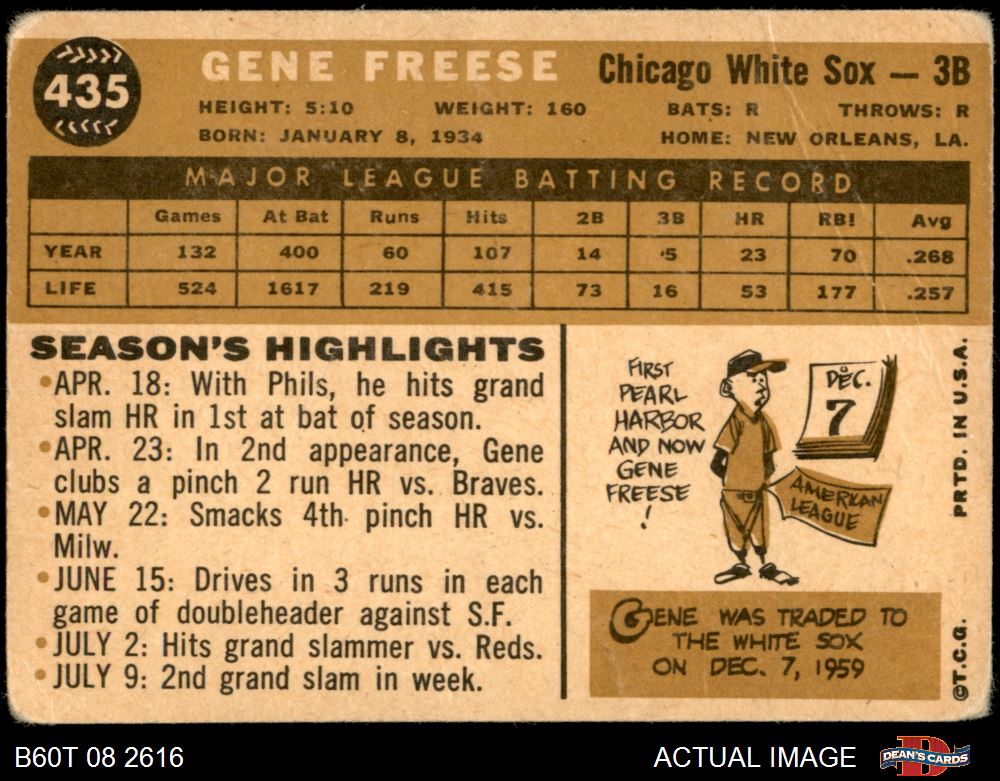 435
GENE FREESE
Chicago White Sox — 3B
HEIGHT: 5:10 WEIGHT: 160 BATS: R THROWS: R
BORN: JANUARY 8, 1934 HOME: NEW ORLEANS, LA.
MAJOR LEAGUE BATTING RECORD
Games At Bat Runs Hits 2B 3B HR RBI Avg
YEAR 132 400 60 107 14 5 23 70 .268
LIFE 524 1617 219 415 73 16 53 177 .257
SEASON'S HIGHLIGHTS
•APR. 18: With Phils, he hits grand
slam HR in 1st at bat of season.
•APR. 23: In 2nd appearance, Gene
clubs a pinch 2 run HR vs. Braves.
•MAY 22: Smacks 4th pinch HR vs.
Milw.
•JUNE 15: Drives in 3 runs in each
game of doubleheader against S.F.
•JULY 2: Hits grand slammer vs. Reds.
•JULY 9: 2nd grand slam in week.
FIRST
PEARL
HARBOR
AND NOW
GENE
FREESE
!
DEC.
7
AMERICAN
LEAGUE
GENE WAS TRADED TO
THE WHITE SOX
ON DEC. 7, 1959
PRTD. IN U.S.A.
©T.C.G.
B60T 08 2616
ACTUAL IMAGE
DEAN'S CARDS